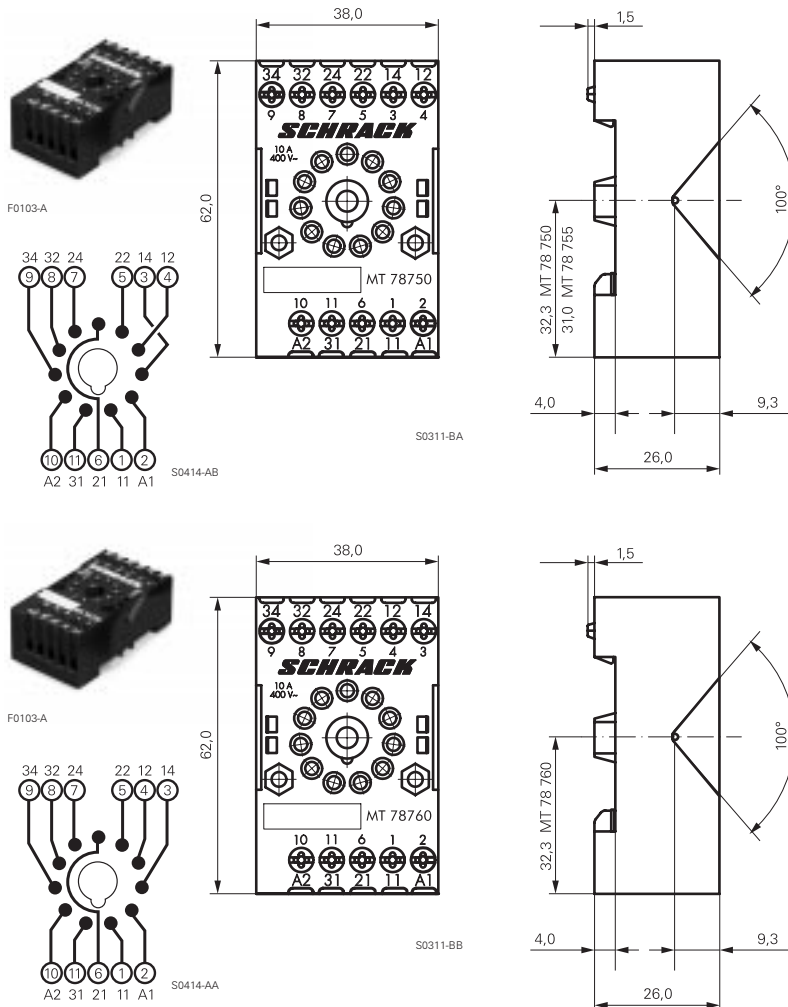 38,0
1,5
34 32 24 22 14 12
9 8 7 5 3 4
SCHRACK
10 A
400 V~
F0103-A
62,0
100°
32,3 MT 78 750
31,0 MT 78 755
34 32 24 22 14 12
9 8 7 5 3 4
MT 78750
10 11 6 1 2
A2 31 21 11 A1
4,0
9,3
S0311-BA
26,0
10 11 6 1 2
A2 31 21 11 A1
S0414-AB
38,0
1,5
34 32 24 22 12 14
9 8 7 5 4 3
SCHRACK
10 A
400 V~
F0103-A
62,0
100°
32,3 MT 78 760
34 32 24 22 12 14
9 8 7 5 4 3
MT 78760
10 11 6 1 2
A2 31 21 11 A1
4,0
9,3
S0311-BB
26,0
10 11 6 1 2
A2 31 21 11 A1
S0414-AA